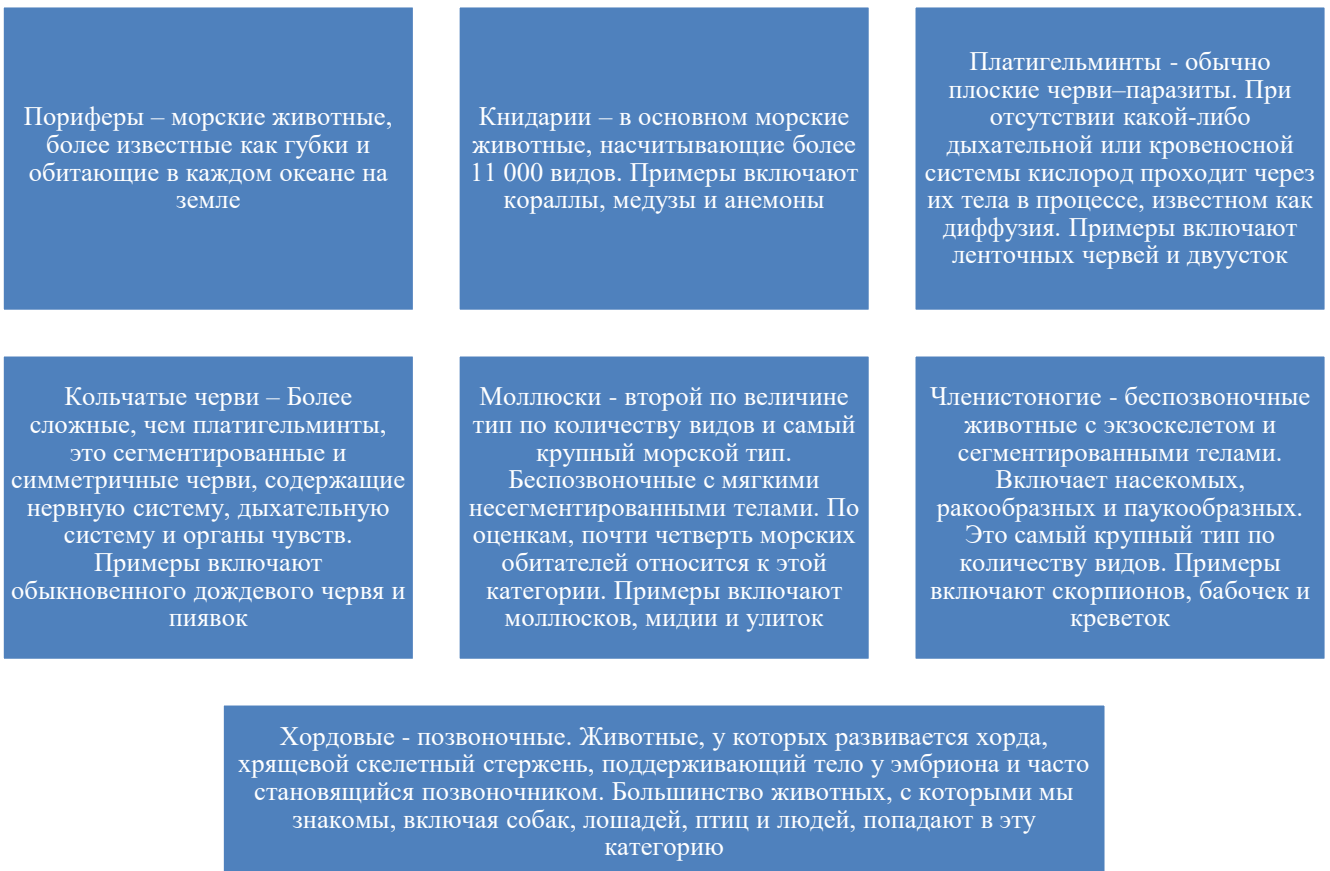 Пориферы – морские животные,
более известные как губки и
обитающие в каждом океане на
земле
Книдарии – в основном морские
животные, насчитывающие более
11 000 видов. Примеры включают
кораллы, медузы и анемоны
Платигельминты - обычно
плоские черви–паразиты. При
отсутствии какой-либо
дыхательной или кровеносной
системы кислород проходит через
их тела в процессе, известном как
диффузия. Примеры включают
ленточных червей и двуусток
Кольчатые черви – Более
сложные, чем платигельминты,
это сегментированные и
симметричные черви, содержащие
нервную систему, дыхательную
систему и органы чувств.
Примеры включают
обыкновенного дождевого червя и
пиявок
Моллюски - второй по величине
тип по количеству видов и самый
крупный морской тип.
Беспозвоночные с мягкими
несегментированными телами. По
оценкам, почти четверть морских
обитателей относится к этой
категории. Примеры включают
моллюсков, мидии и улиток
Членистоногие - беспозвоночные
животные с экзоскелетом и
сегментированными телами.
Включает насекомых,
ракообразных и паукообразных.
Это самый крупный тип по
количеству видов. Примеры
включают скорпионов, бабочек и
креветок
Хордовые - позвоночные. Животные, у которых развивается хорда,
хрящевой скелетный стержень, поддерживающий тело у эмбриона и часто
становящийся позвоночником. Большинство животных, с которыми мы
знакомы, включая собак, лошадей, птиц и людей, попадают в эту
категорию